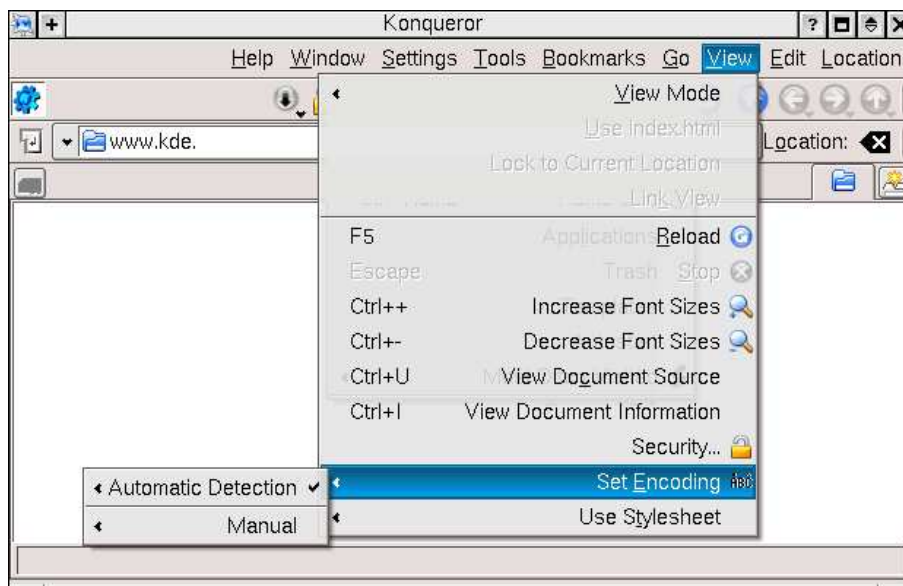 Konqueror
Help Window Settings Tools Bookmarks Go View Edit Location
View Mode
Use index.html
Lock to Current Location
Link View
F5 Reload
Escape Stop
Ctrl++ Increase Font Sizes
Ctrl+- Decrease Font Sizes
Ctrl+U View Document Source
Ctrl+I View Document Information
Security...
Set Encoding
Use Stylesheet
Automatic Detection
Manual
www.kde.
Location:
Applications
Trash